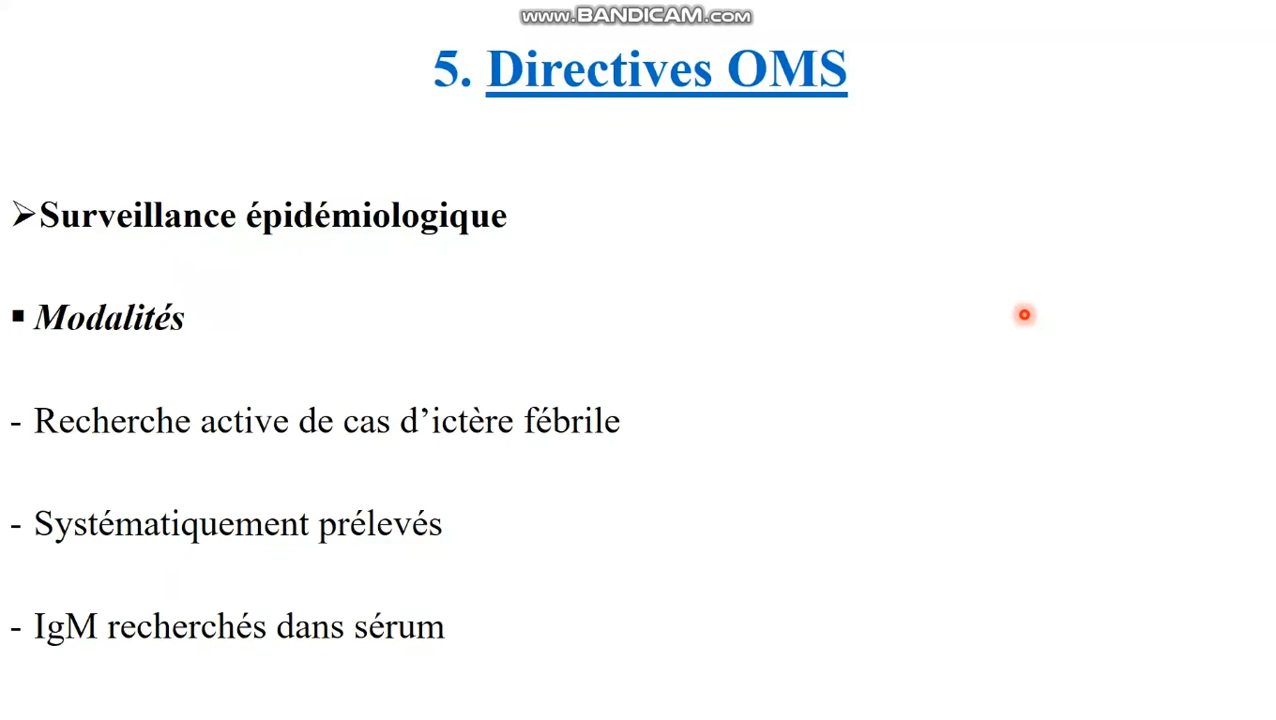 www.BANDICAM.com
5. Directives OMS
➢Surveillance épidémiologique
▪ Modalités
- Recherche active de cas d’ictère fébrile
- Systématiquement prélevés
- IgM recherchés dans sérum